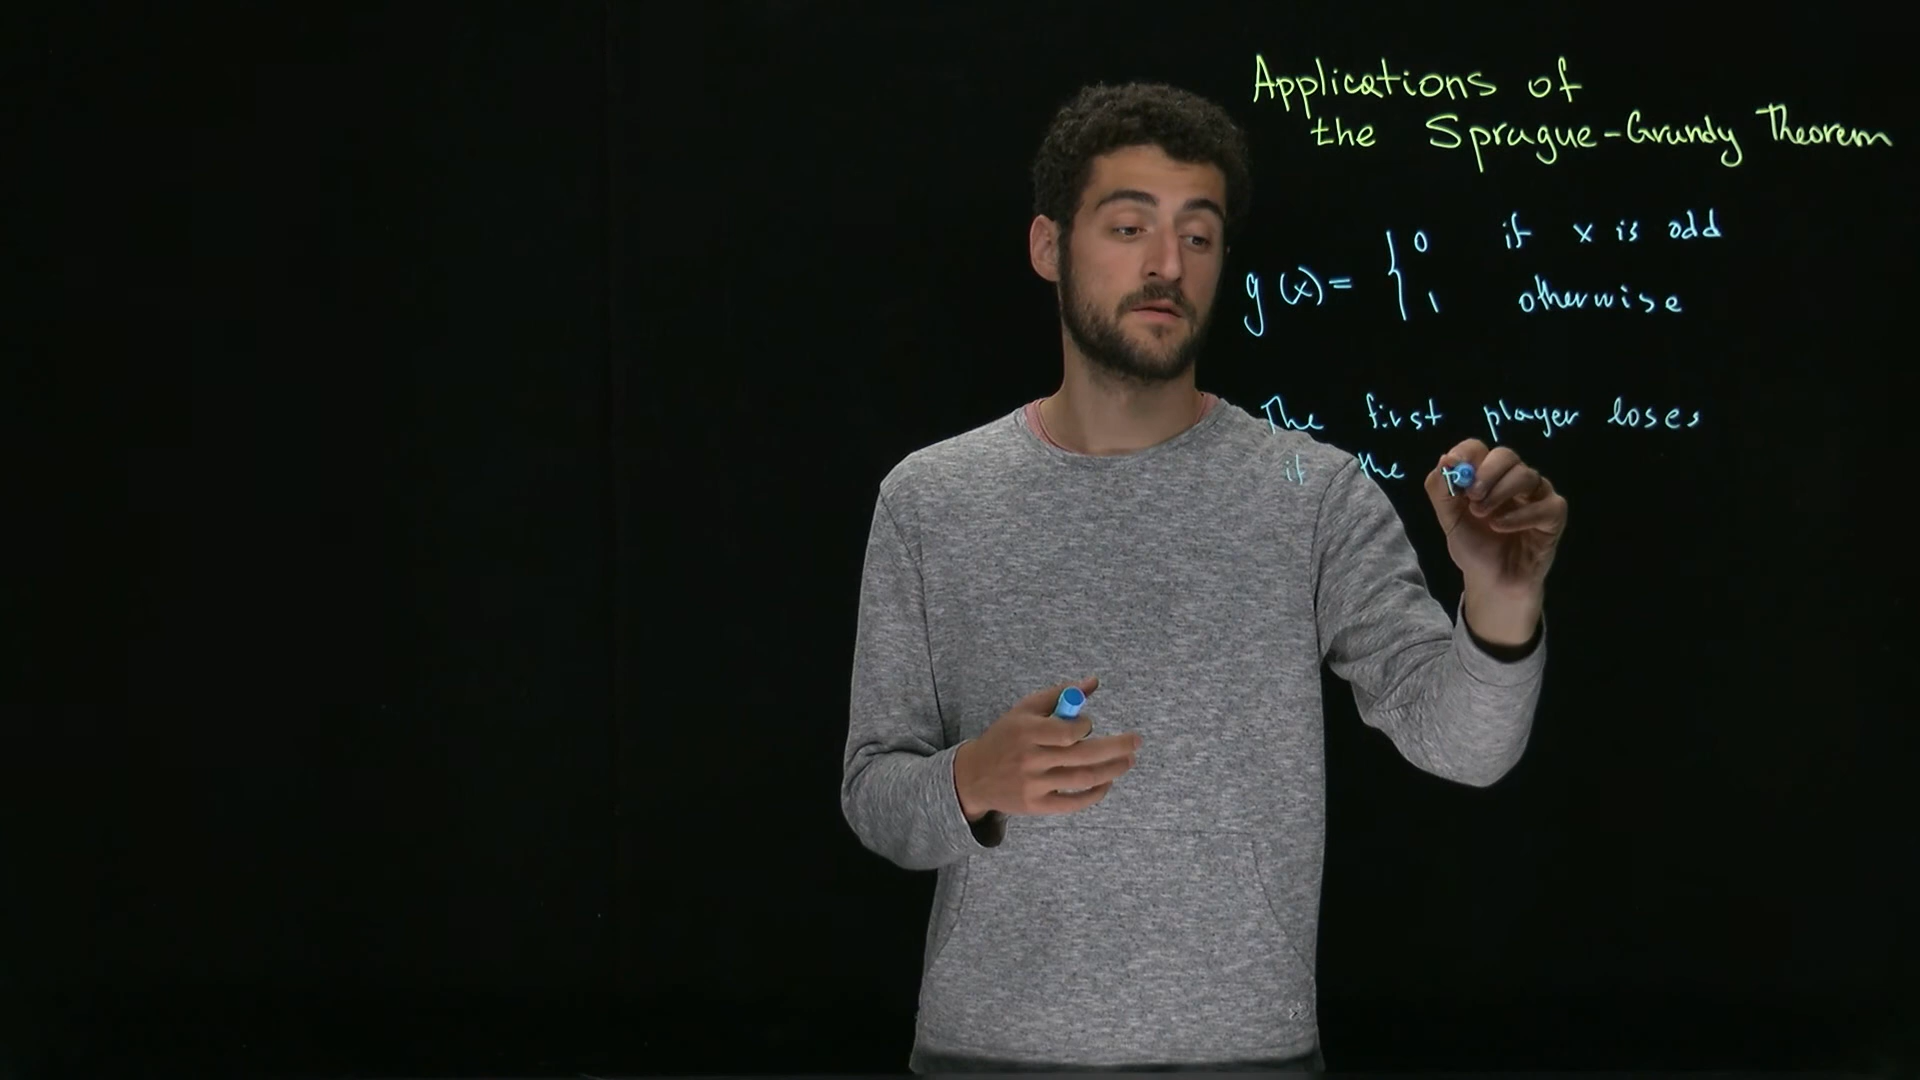 Applications of
the Sprague-Grundy Theorem
g(x) = { 0 if x is odd
1 otherwise
The first player loses
if the p